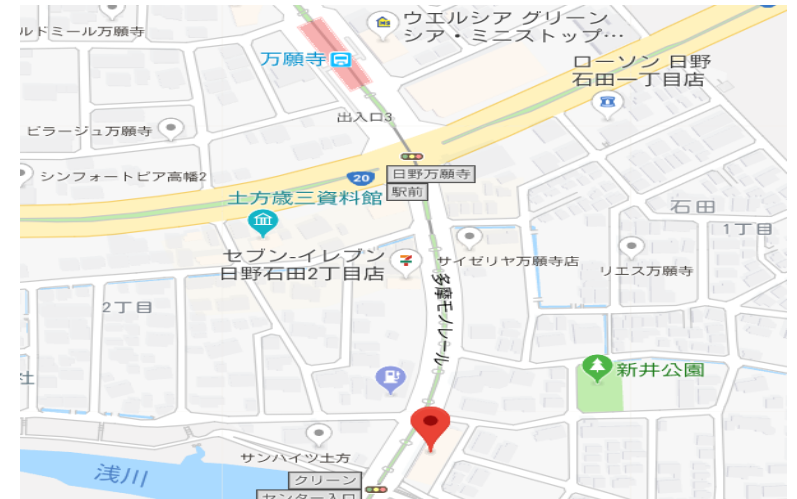 ウエルシア グリーン
シア・ミニストップ…
ルドミール万願寺
万願寺
ローソン 日野
石田一丁目店
出入口3
ビラージュ万願寺
日野万願寺
駅前
シンフォートピア高幡2
20
土方歳三資料館
石田
1丁目
セブン-イレブン
日野石田2丁目店
サイゼリヤ万願寺店
リエス万願寺
多摩モノレール
2丁目
新井公園
社
サンハイツ土方
浅川
クリーン
センター入口